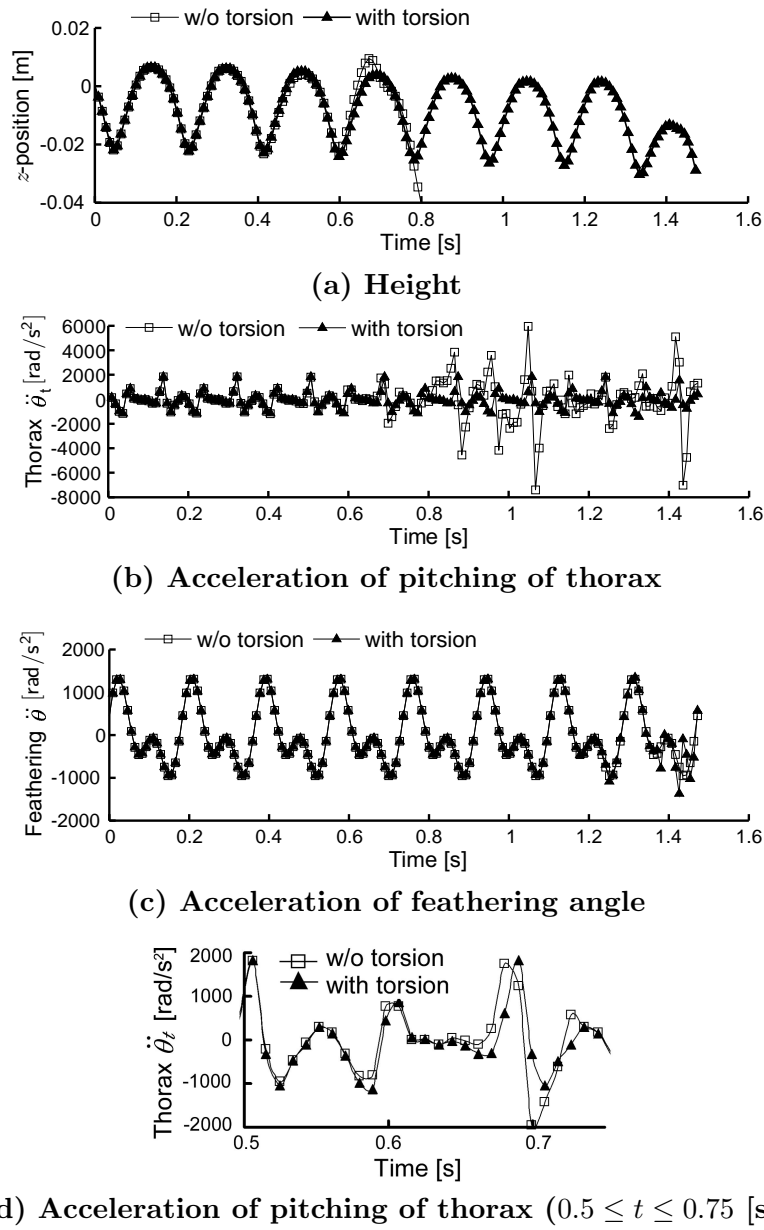 w/o torsion with torsion
0.02
0
-0.02
-0.04
z-position [m]
0 0.2 0.4 0.6 0.8 1 1.2 1.4 1.6
Time [s]
(a) Height
w/o torsion with torsion
6000
4000
2000
0
-2000
-4000
-6000
-8000
Thorax θ̈t [rad/s²]
0 0.2 0.4 0.6 0.8 1 1.2 1.4 1.6
Time [s]
(b) Acceleration of pitching of thorax
w/o torsion with torsion
2000
1000
0
-1000
-2000
Feathering θ̈ [rad/s²]
0 0.2 0.4 0.6 0.8 1 1.2 1.4 1.6
Time [s]
(c) Acceleration of feathering angle
w/o torsion
with torsion
2000
1000
0
-1000
-2000
Thorax θ̈t [rad/s²]
0.5 0.6 0.7
Time [s]
d) Acceleration of pitching of thorax (0.5 ≤ t ≤ 0.75 [s